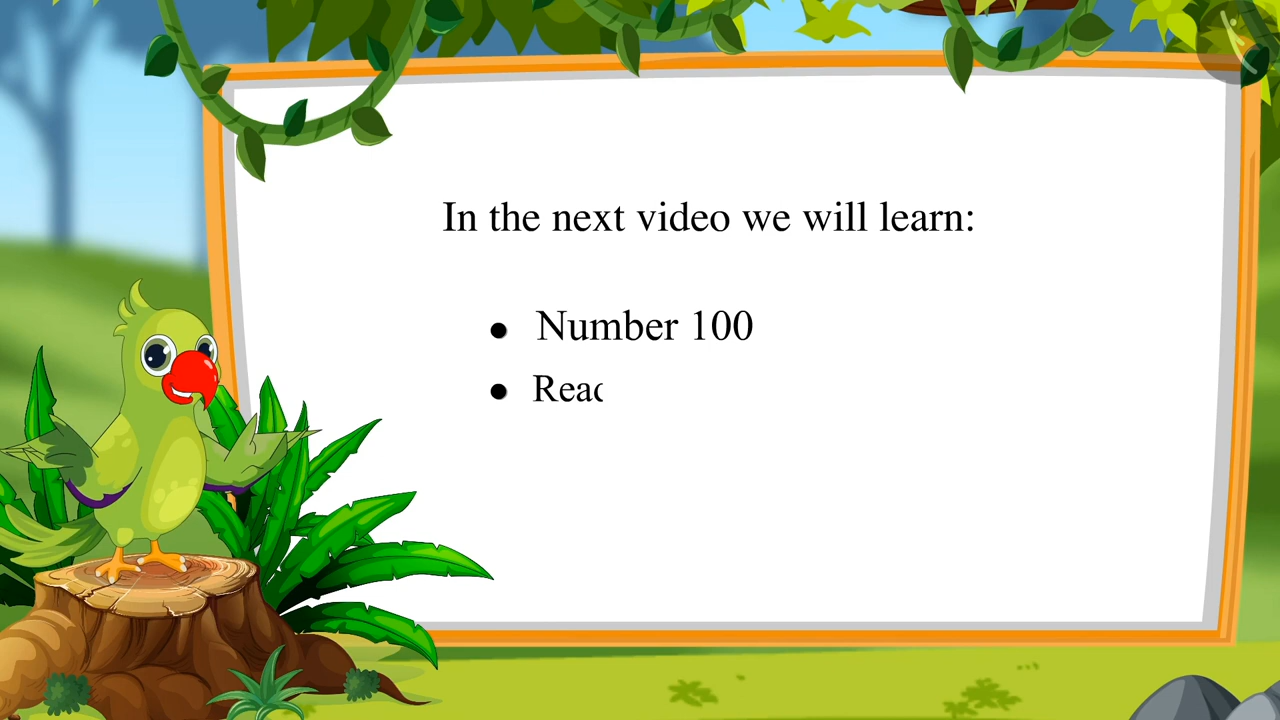 In the next video we will learn:
● Number 100
● Reac